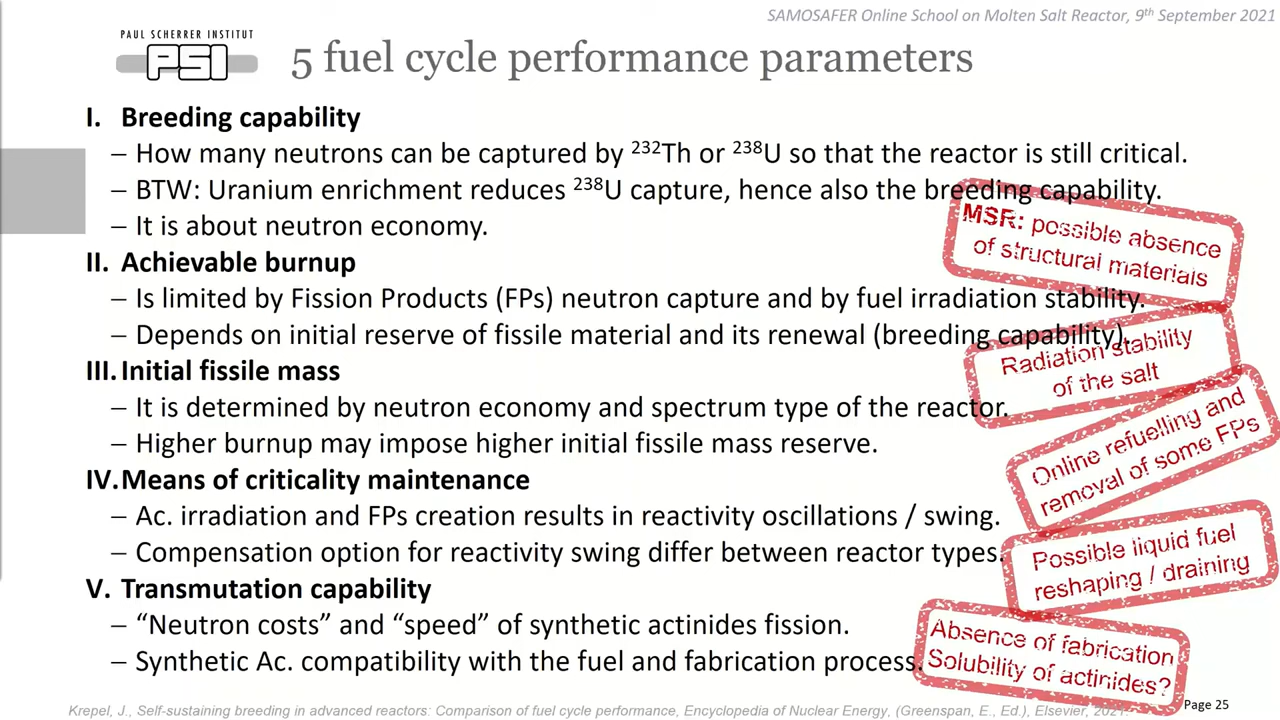 SAMOSAFER Online School on Molten Salt Reactor, 9th September 2021
PAUL SCHERRER INSTITUT
PSI
5 fuel cycle performance parameters
I. Breeding capability
– How many neutrons can be captured by 232Th or 238U so that the reactor is still critical.
– BTW: Uranium enrichment reduces 238U capture, hence also the breeding capability.
– It is about neutron economy.
MSR: possible absence
of structural materials
II. Achievable burnup
– Is limited by Fission Products (FPs) neutron capture and by fuel irradiation stability.
– Depends on initial reserve of fissile material and its renewal (breeding capability).
Radiation stability
of the salt
III. Initial fissile mass
– It is determined by neutron economy and spectrum type of the reactor.
– Higher burnup may impose higher initial fissile mass reserve.
Online refuelling and
removal of some FPs
IV. Means of criticality maintenance
– Ac. irradiation and FPs creation results in reactivity oscillations / swing.
– Compensation option for reactivity swing differ between reactor types.
Possible liquid fuel
reshaping / draining
V. Transmutation capability
– “Neutron costs” and “speed” of synthetic actinides fission.
– Synthetic Ac. compatibility with the fuel and fabrication process.
Absence of fabrication
Solubility of actinides?
Krepel, J., Self-sustaining breeding in advanced reactors: Comparison of fuel cycle performance, Encyclopedia of Nuclear Energy, (Greenspan, E., Ed.), Elsevier,
Page 25